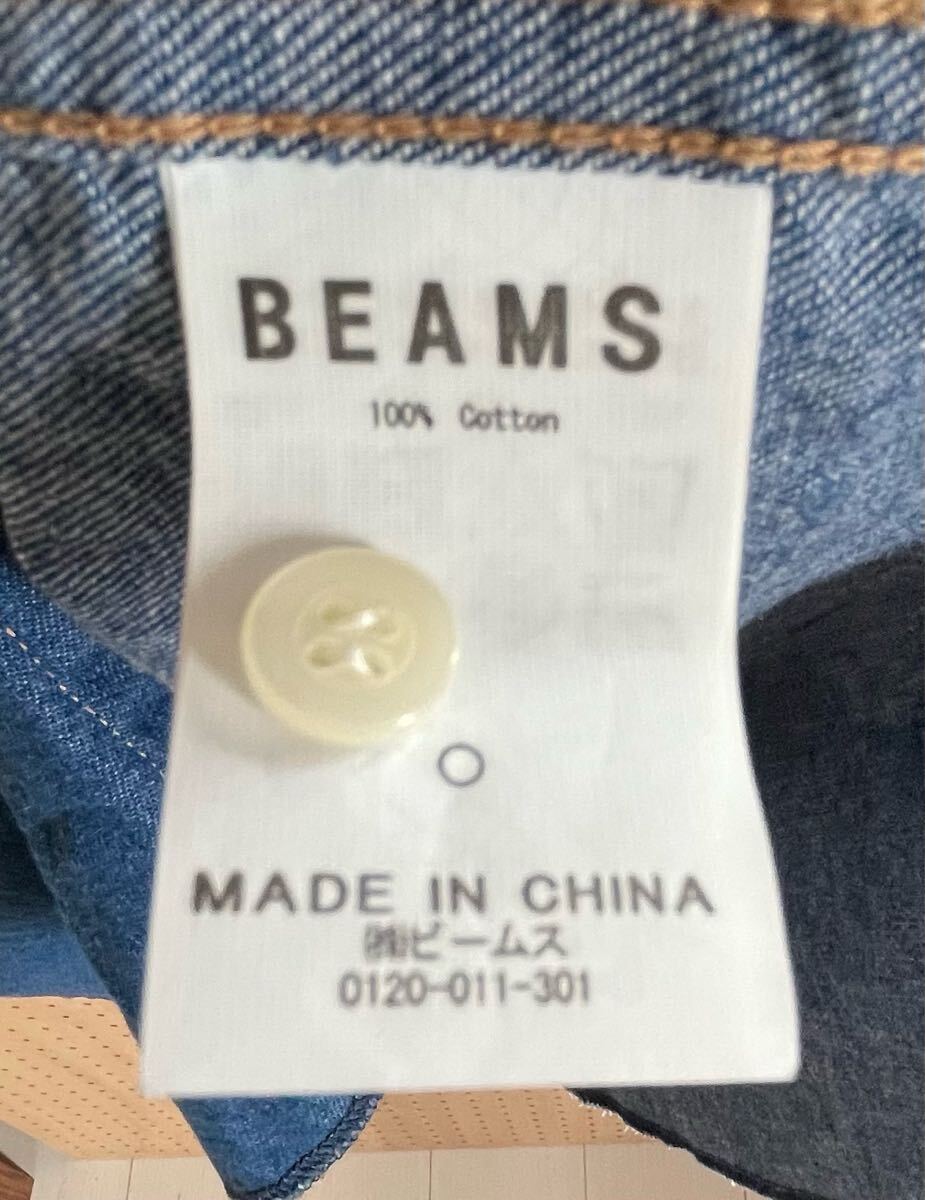 BEAMS
100% Cotton
MADE IN CHINA
㈱ビームス
0120-011-301